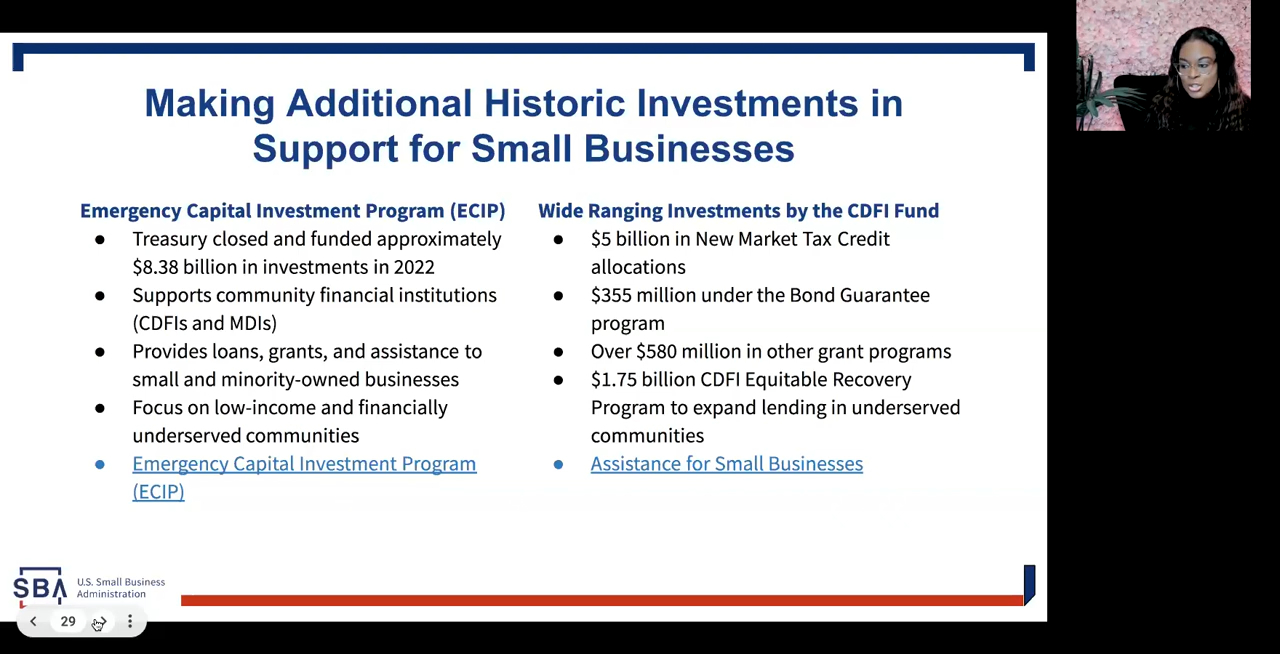 Making Additional Historic Investments in
Support for Small Businesses
Emergency Capital Investment Program (ECIP)
● Treasury closed and funded approximately
$8.38 billion in investments in 2022
● Supports community financial institutions
(CDFIs and MDIs)
● Provides loans, grants, and assistance to
small and minority-owned businesses
● Focus on low-income and financially
underserved communities
● Emergency Capital Investment Program
(ECIP)
Wide Ranging Investments by the CDFI Fund
● $5 billion in New Market Tax Credit
allocations
● $355 million under the Bond Guarantee
program
● Over $580 million in other grant programs
● $1.75 billion CDFI Equitable Recovery
Program to expand lending in underserved
communities
● Assistance for Small Businesses
SBA
U.S. Small Business
Administration
29